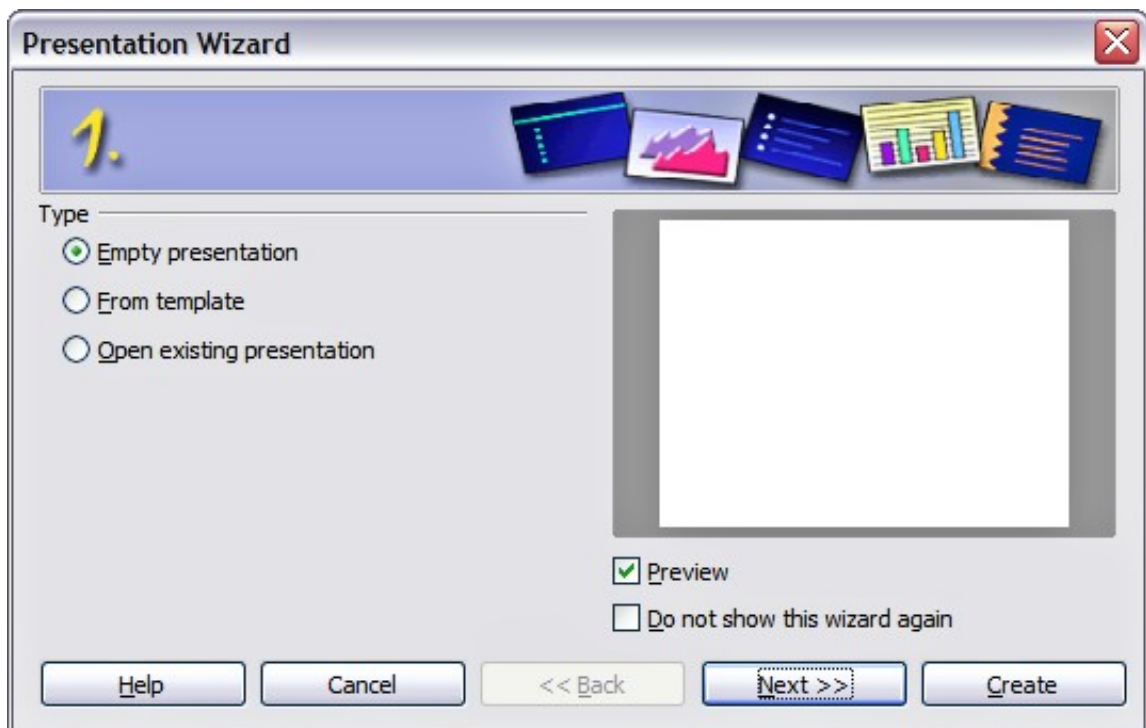 Presentation Wizard
1.
Type
Empty presentation
From template
Open existing presentation
Preview
Do not show this wizard again
Help
Cancel
<< Back
Next >>
Create